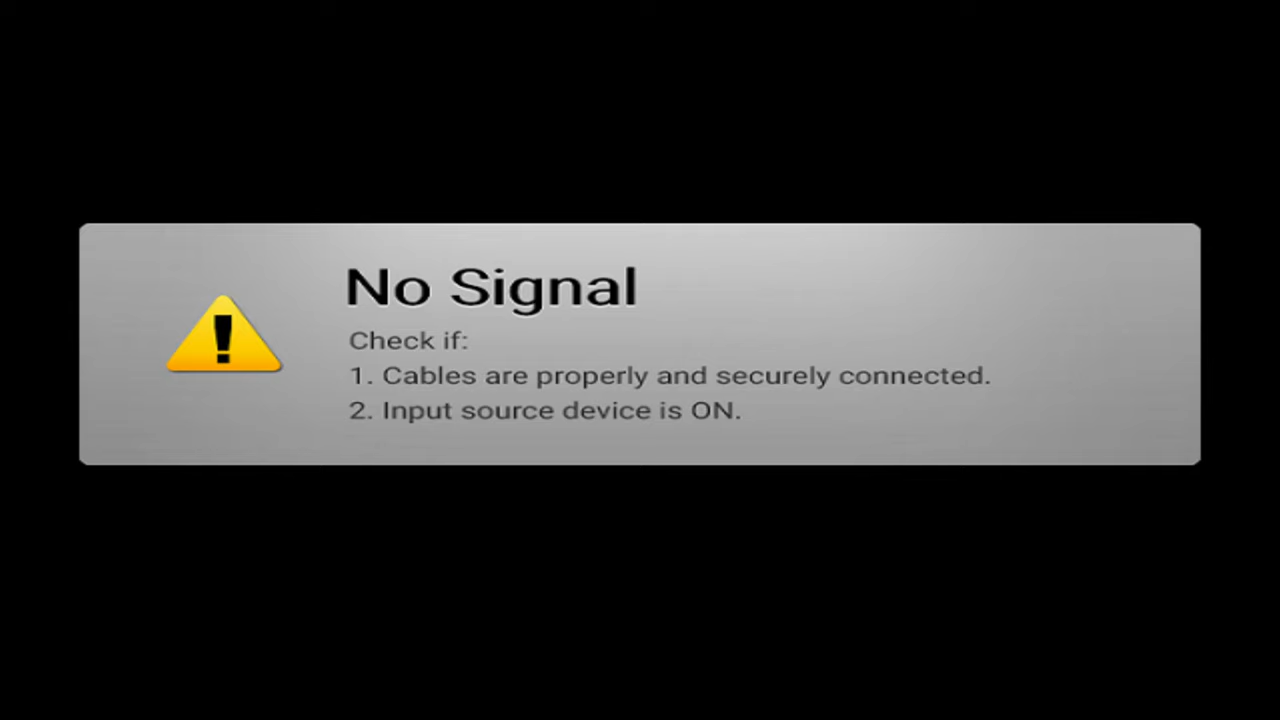 No Signal
Check if:
1. Cables are properly and securely connected.
2. Input source device is ON.